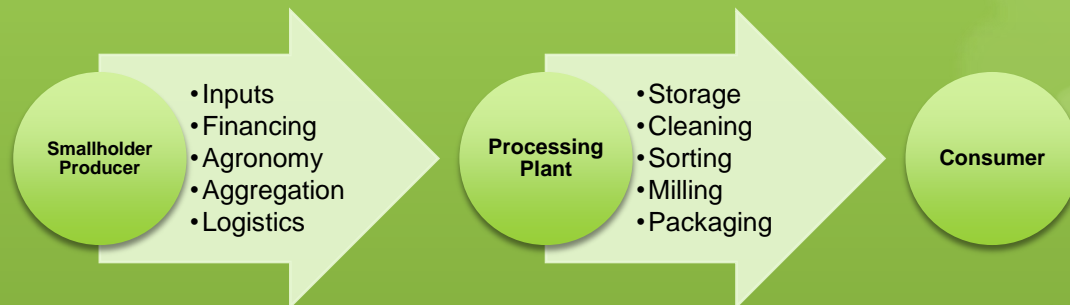 Smallholder
Producer
•Inputs
•Financing
•Agronomy
•Aggregation
•Logistics
Processing
Plant
•Storage
•Cleaning
•Sorting
•Milling
•Packaging
Consumer